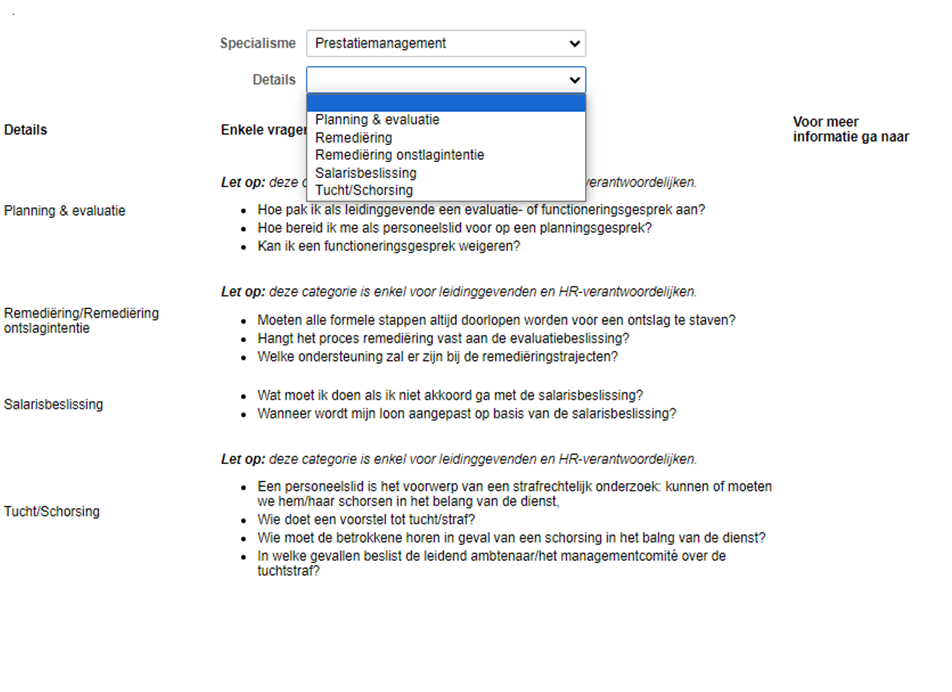 Specialisme Prestatiemanagement
Details
Planning & evaluatie
Remediëring
Remediëring onstlagintentie
Salarisbeslissing
Tucht/Schorsing
Details Enkele Voor meer
informatie ga naar
Let op: deze
Planning & evaluatie
Hoe pak ik als leidinggevende een evaluatie- of functioneringsgesprek aan?
Hoe bereid ik me als personeelslid voor op een planningsgesprek?
Kan ik een functioneringsgesprek weigeren?
Let op: deze categorie is enkel voor leidinggevenden en HR-verantwoordelijken.
Remediëring/Remediëring
ontslagintentie
Moeten alle formele stappen altijd doorlopen worden voor een ontslag te staven?
Hangt het proces remediëring vast aan de evaluatiebeslissing?
Welke ondersteuning zal er zijn bij de remediëringstrajecten?
Salarisbeslissing
Wat moet ik doen als ik niet akkoord ga met de salarisbeslissing?
Wanneer wordt mijn loon aangepast op basis van de salarisbeslissing?
Let op: deze categorie is enkel voor leidinggevenden en HR-verantwoordelijken.
Tucht/Schorsing
Een personeelslid is het voorwerp van een strafrechtelijk onderzoek: kunnen of moeten
we hem/haar schorsen in het belang van de dienst,
Wie doet een voorstel tot tucht/straf?
Wie moet de betrokkene horen in geval van een schorsing in het balng van de dienst?
In welke gevallen beslist de leidend ambtenaar/het managementcomité over de
tuchtstraf?